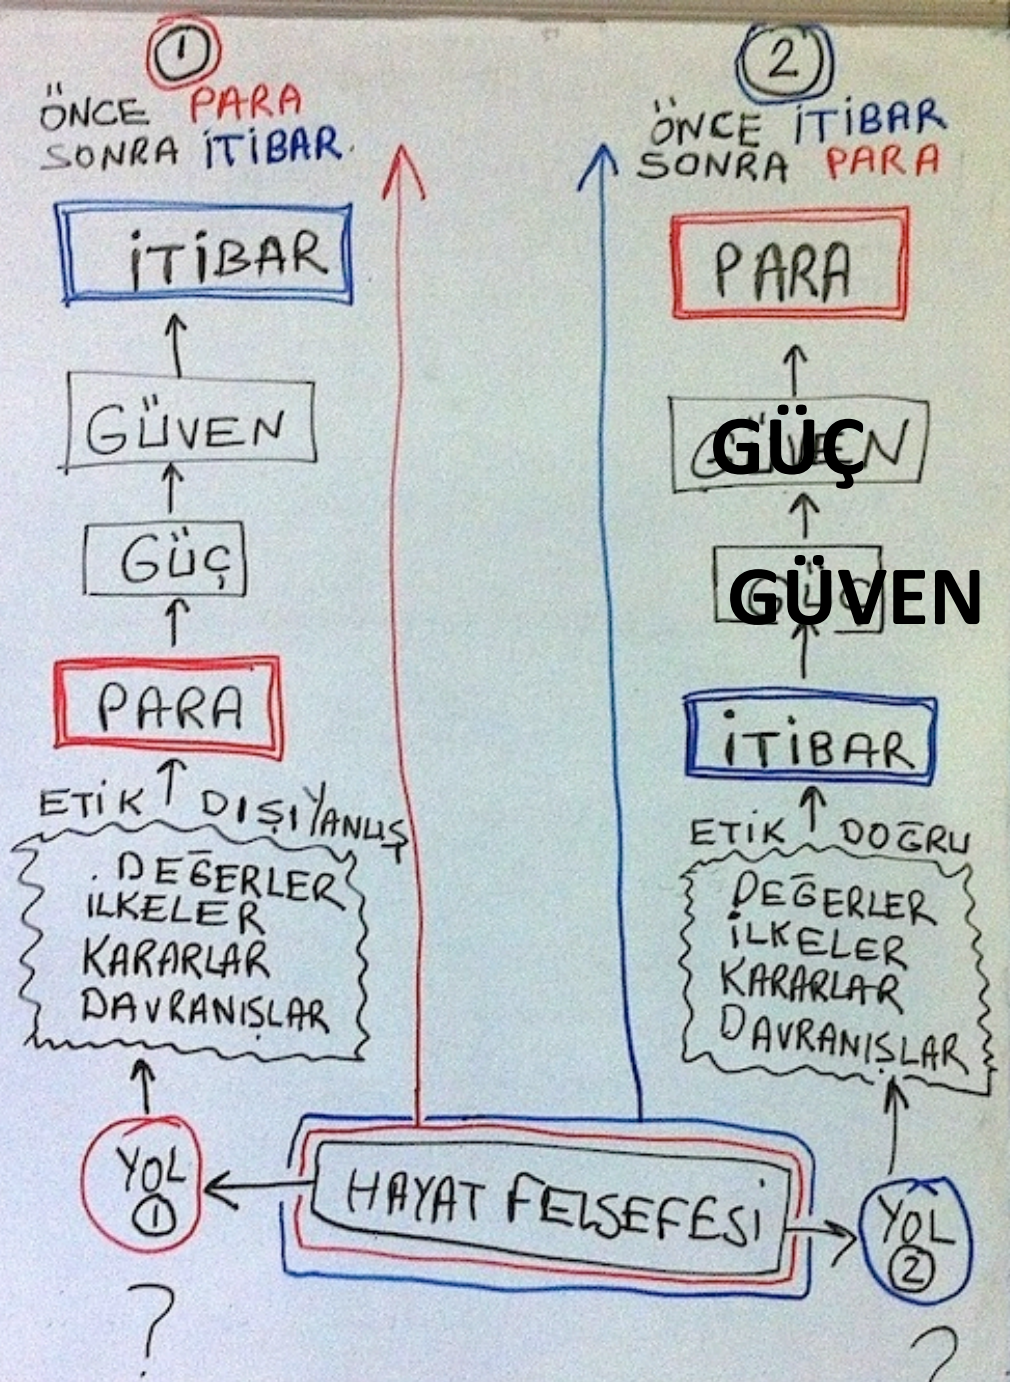 1
ÖNCE PARA
SONRA İTİBAR.
İTİBAR
GÜVEN
GÜÇ
PARA
ETİK DIŞI YANLIŞ
. DEĞERLER
İLKELER
KARARLAR
DAVRANIŞLAR
YOL
1
?
2
ÖNCE İTİBAR
SONRA PARA
PARA
GÜVEN
GÜÇ
GÜÇ
GÜVEN
İTİBAR
ETİK DOĞRU
DEĞERLER
İLKELER
KARARLAR
DAVRANIŞLAR
YOL
2
?
HAYAT FELSEFESİ